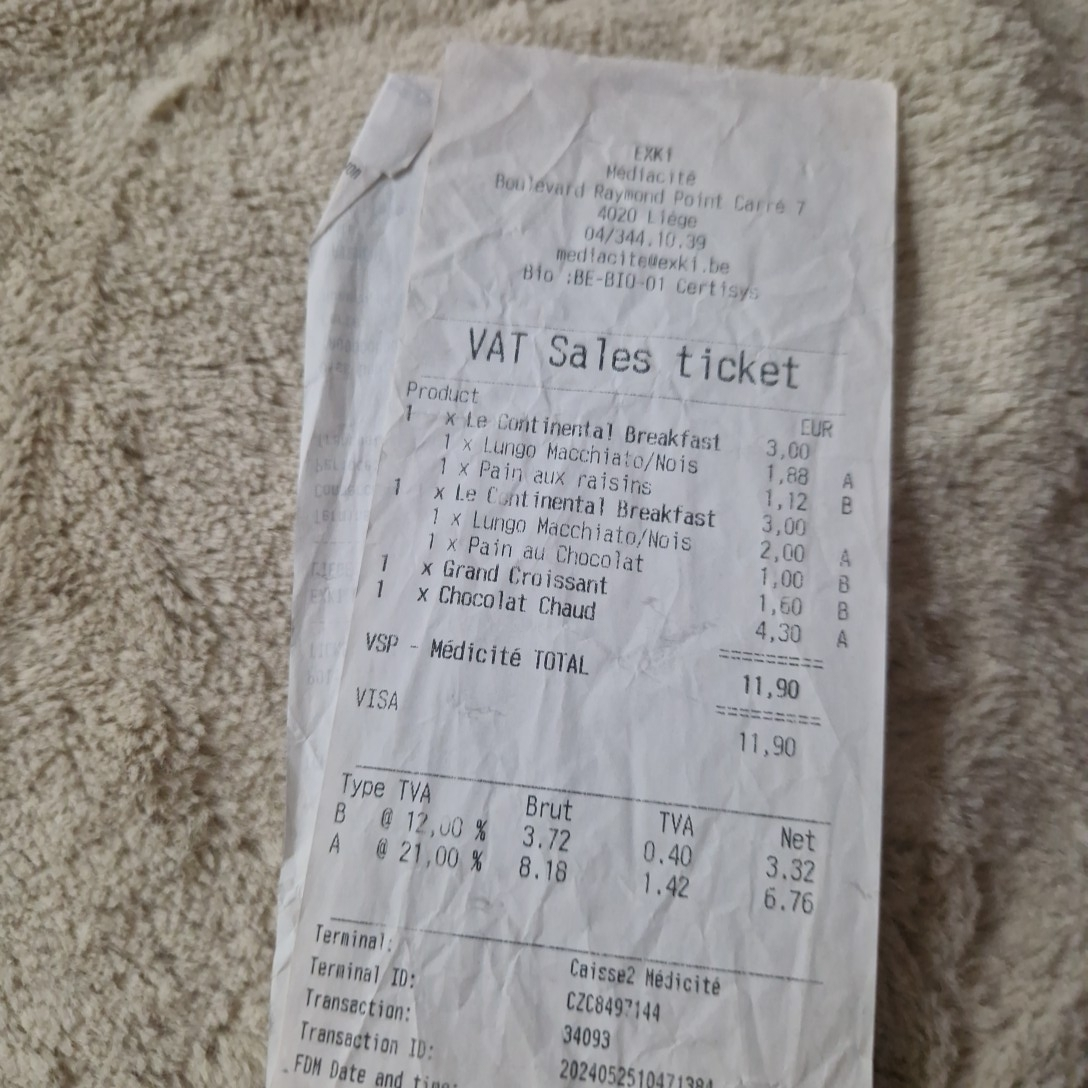 EXKi
Médiacité
Boulevard Raymond Point Carré 7
4020 Liège
04/344.10.39
mediacite@exki.be
Bio :BE-BIO-01 Certisys
VAT Sales ticket
Product EUR
1 x Le Continental Breakfast 3,00
1 x Lungo Macchiato/Nois 1,88 A
1 x Pain aux raisins 1,12 B
1 x Le Continental Breakfast 3,00
1 x Lungo Macchiato/Nois 2,00 A
1 x Pain au Chocolat 1,00 B
1 x Grand Croissant 1,60 B
1 x Chocolat Chaud 4,30 A
=========
VSP - Médicité TOTAL 11,90
=========
VISA 11,90
Type TVA Brut TVA Net
B @ 12,00 % 3.72 0.40 3.32
A @ 21,00 % 8.18 1.42 6.76
Terminal: Caisse2 Médicité
Terminal ID: CZC8497144
Transaction: 34093
Transaction ID: 2024052510471384
FDM Date and time: